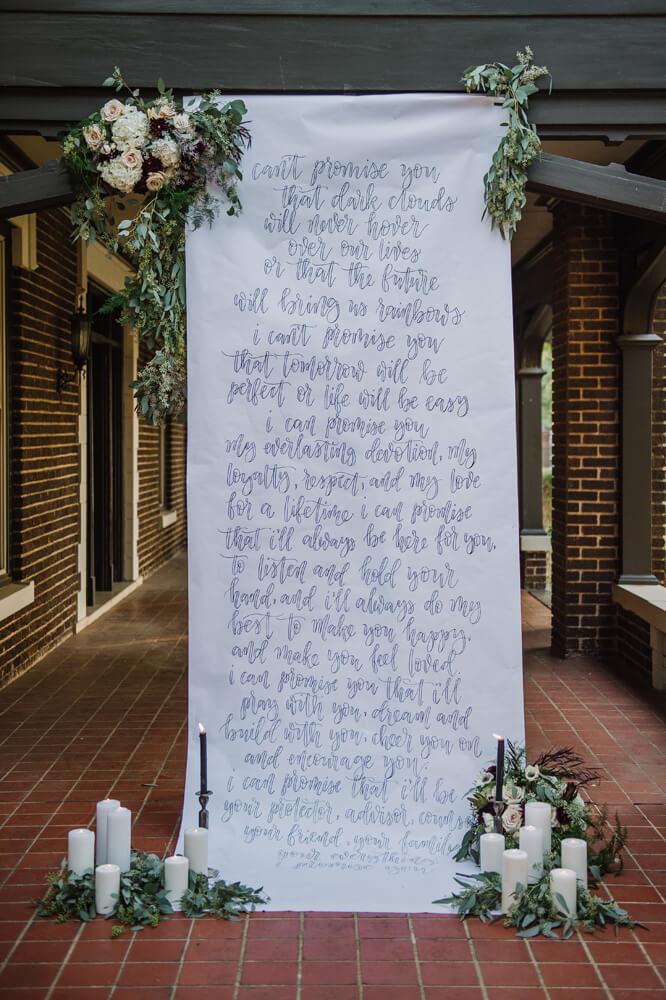 can't promise you
that dark clouds
will never hover
over our lives
or that the future
will bring us rainbows
i can't promise you
that tomorrow will be
perfect or life will be easy
i can promise you
my everlasting devotion, my
loyalty, respect, and my love
for a lifetime i can promise
that i'll always be here for you,
to listen and hold your
hand, and i'll always do my
best to make you happy,
and make you feel loved.
i can promise you that i'll
pray with you, dream and
build with you, cheer you on
and encourage you.
i can promise that i'll be
your protector, advisor, couns
your friend, your family
your everything